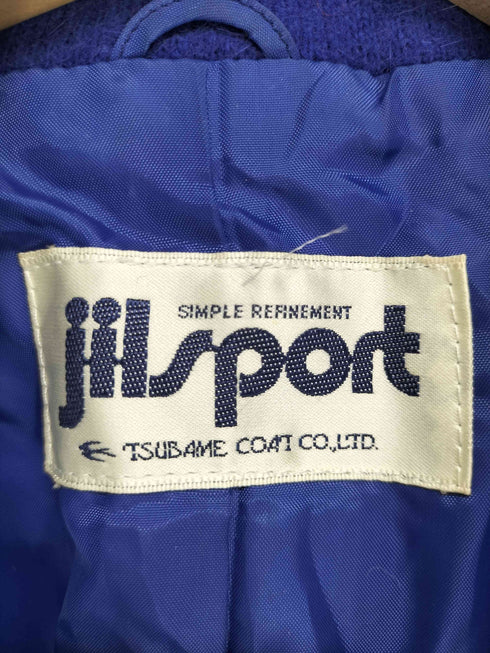 SIMPLE REFINEMENT
jilsport
TSUBAME COAT CO.,LTD.